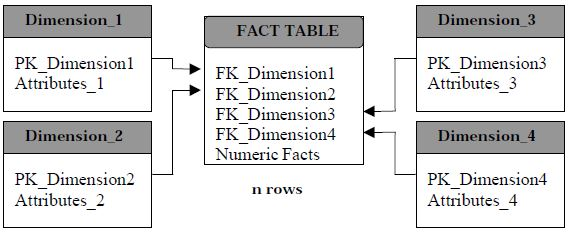 Dimension_1
PK_Dimension1
Attributes_1
Dimension_2
PK_Dimension2
Attributes_2
FACT TABLE
FK_Dimension1
FK_Dimension2
FK_Dimension3
FK_Dimension4
Numeric Facts
n rows
Dimension_3
PK_Dimension3
Attributes_3
Dimension_4
PK_Dimension4
Attributes_4